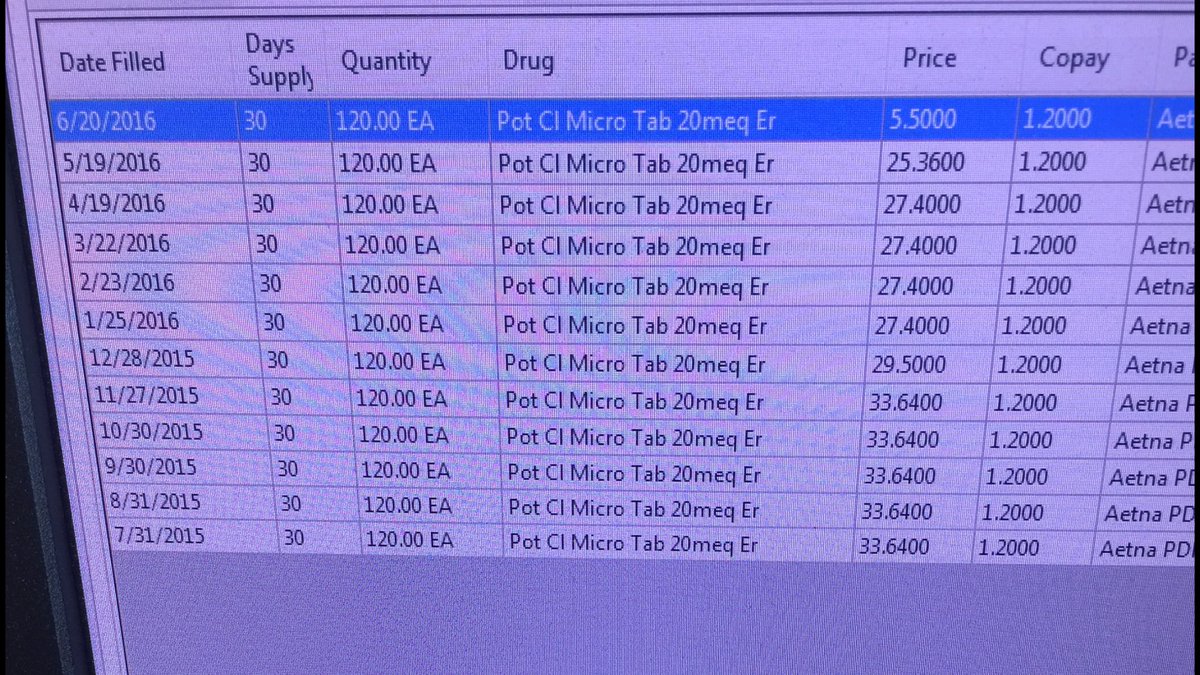 Date Filled Days Supply Quantity Drug Price Copay
6/20/2016 30 120.00 EA Pot Cl Micro Tab 20meq Er 5.5000 1.2000 Aet
5/19/2016 30 120.00 EA Pot Cl Micro Tab 20meq Er 25.3600 1.2000 Aetn
4/19/2016 30 120.00 EA Pot Cl Micro Tab 20meq Er 27.4000 1.2000 Aetn
3/22/2016 30 120.00 EA Pot Cl Micro Tab 20meq Er 27.4000 1.2000 Aetn
2/23/2016 30 120.00 EA Pot Cl Micro Tab 20meq Er 27.4000 1.2000 Aetna
1/25/2016 30 120.00 EA Pot Cl Micro Tab 20meq Er 27.4000 1.2000 Aetna
12/28/2015 30 120.00 EA Pot Cl Micro Tab 20meq Er 29.5000 1.2000 Aetna
11/27/2015 30 120.00 EA Pot Cl Micro Tab 20meq Er 33.6400 1.2000 Aetna P
10/30/2015 30 120.00 EA Pot Cl Micro Tab 20meq Er 33.6400 1.2000 Aetna P
9/30/2015 30 120.00 EA Pot Cl Micro Tab 20meq Er 33.6400 1.2000 Aetna PD
8/31/2015 30 120.00 EA Pot Cl Micro Tab 20meq Er 33.6400 1.2000 Aetna PD
7/31/2015 30 120.00 EA Pot Cl Micro Tab 20meq Er 33.6400 1.2000 Aetna PD